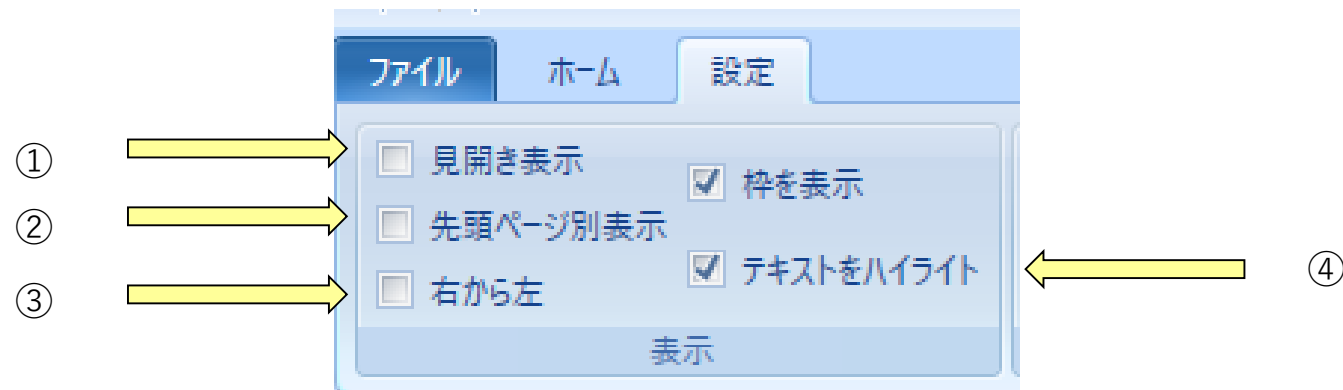 ファイル ホーム 設定
① 見開き表示
枠を表示
② 先頭ページ別表示
テキストをハイライト ④
③ 右から左
表示